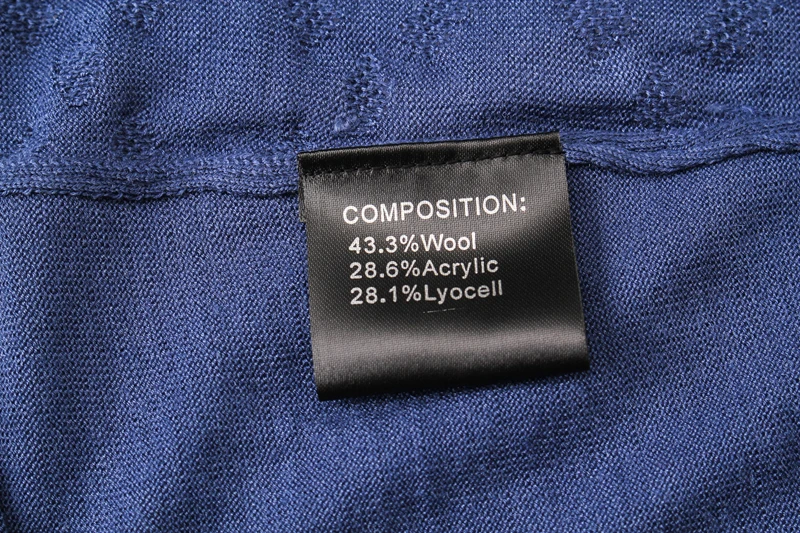 COMPOSITION:
43.3%Wool
28.6%Acrylic
28.1%Lyocell